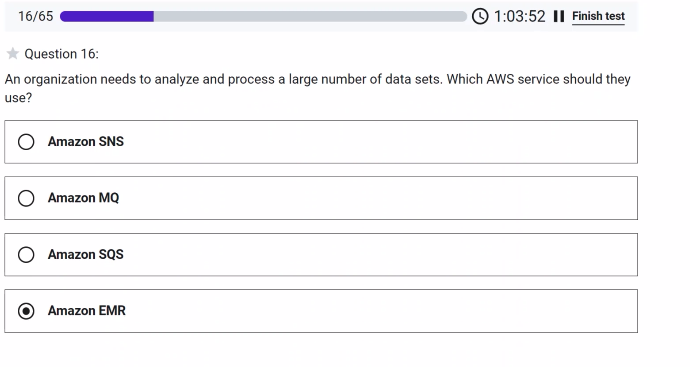 16/65
1:03:52
Finish test
Question 16:
An organization needs to analyze and process a large number of data sets. Which AWS service should they
use?
Amazon SNS
Amazon MQ
Amazon SQS
Amazon EMR